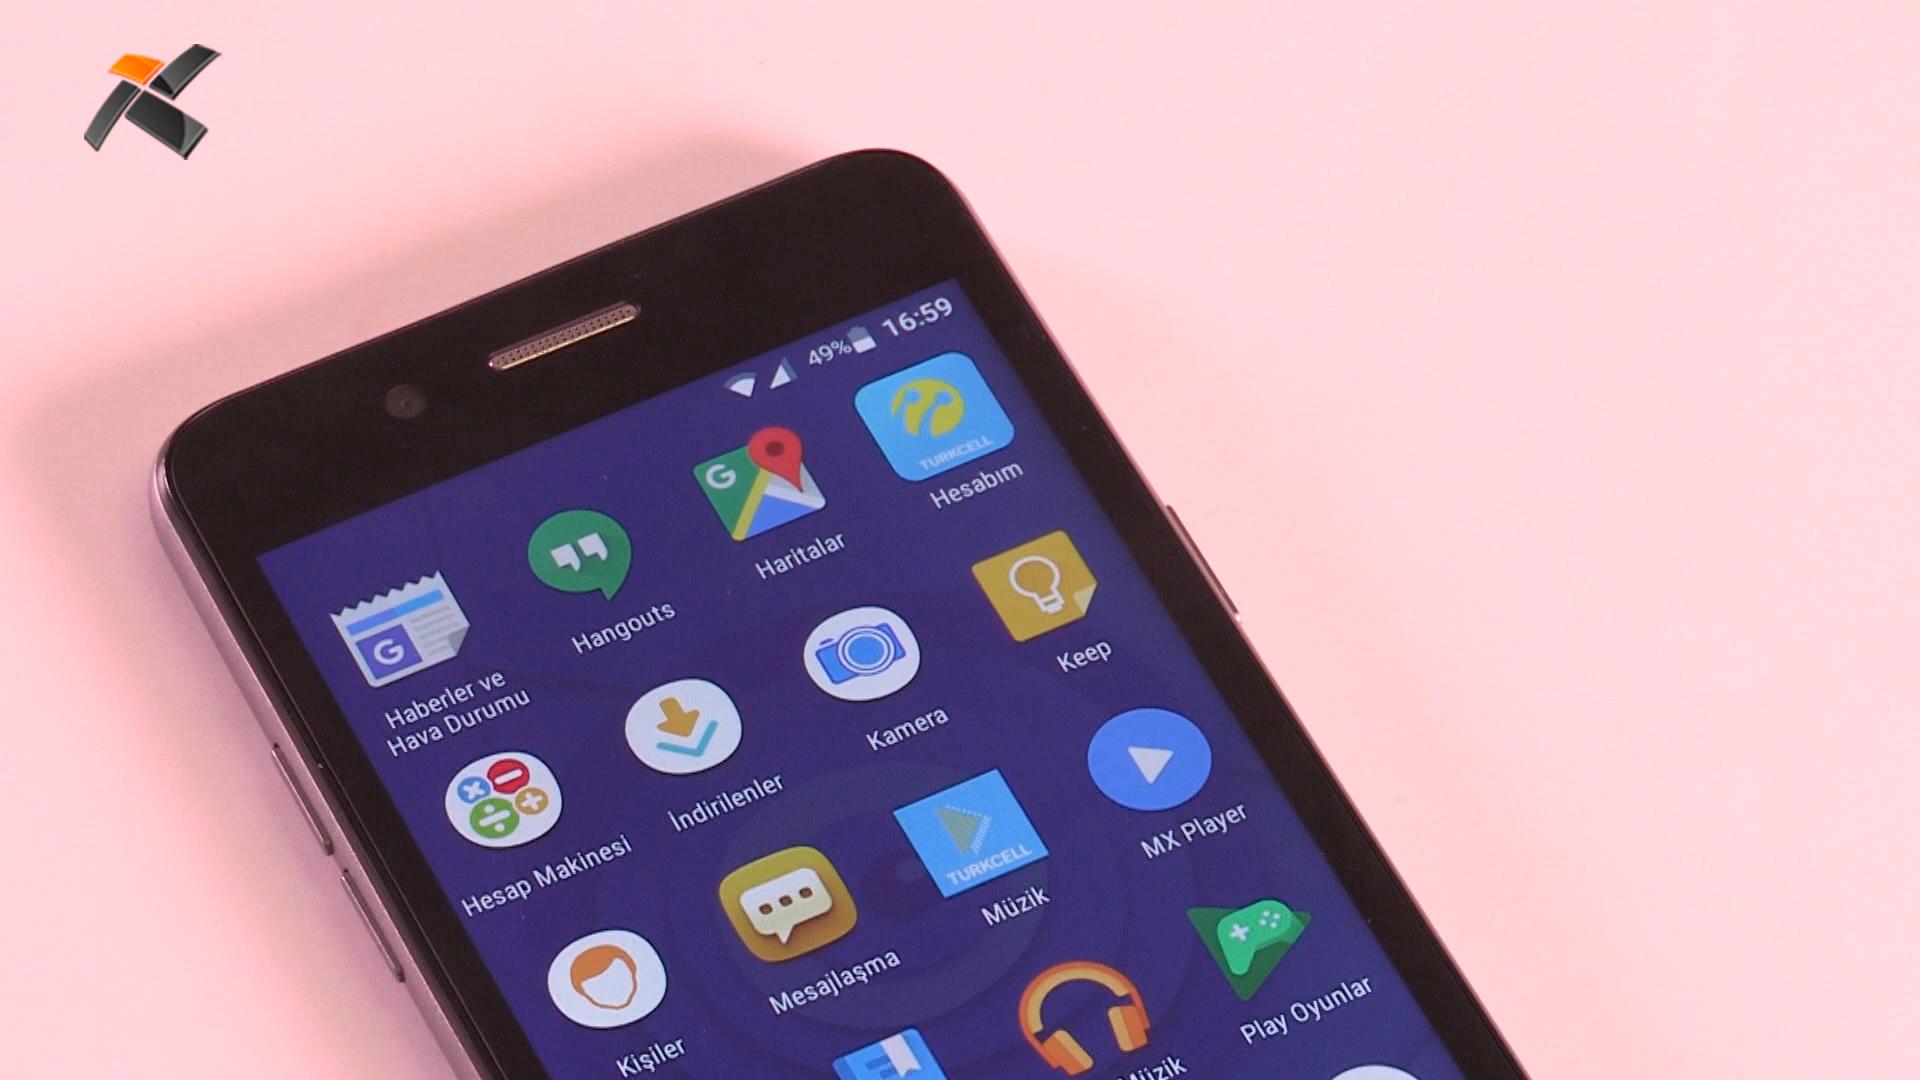 49% 16:59
TURKCELL
Hesabım
G
Haritalar
Hangouts
G
Haberler ve
Hava Durumu
Keep
Kamera
İndirilenler
Hesap Makinesi
MX Player
TURKCELL
Müzik
Mesajlaşma
Kişiler
Play Oyunlar
Müzik